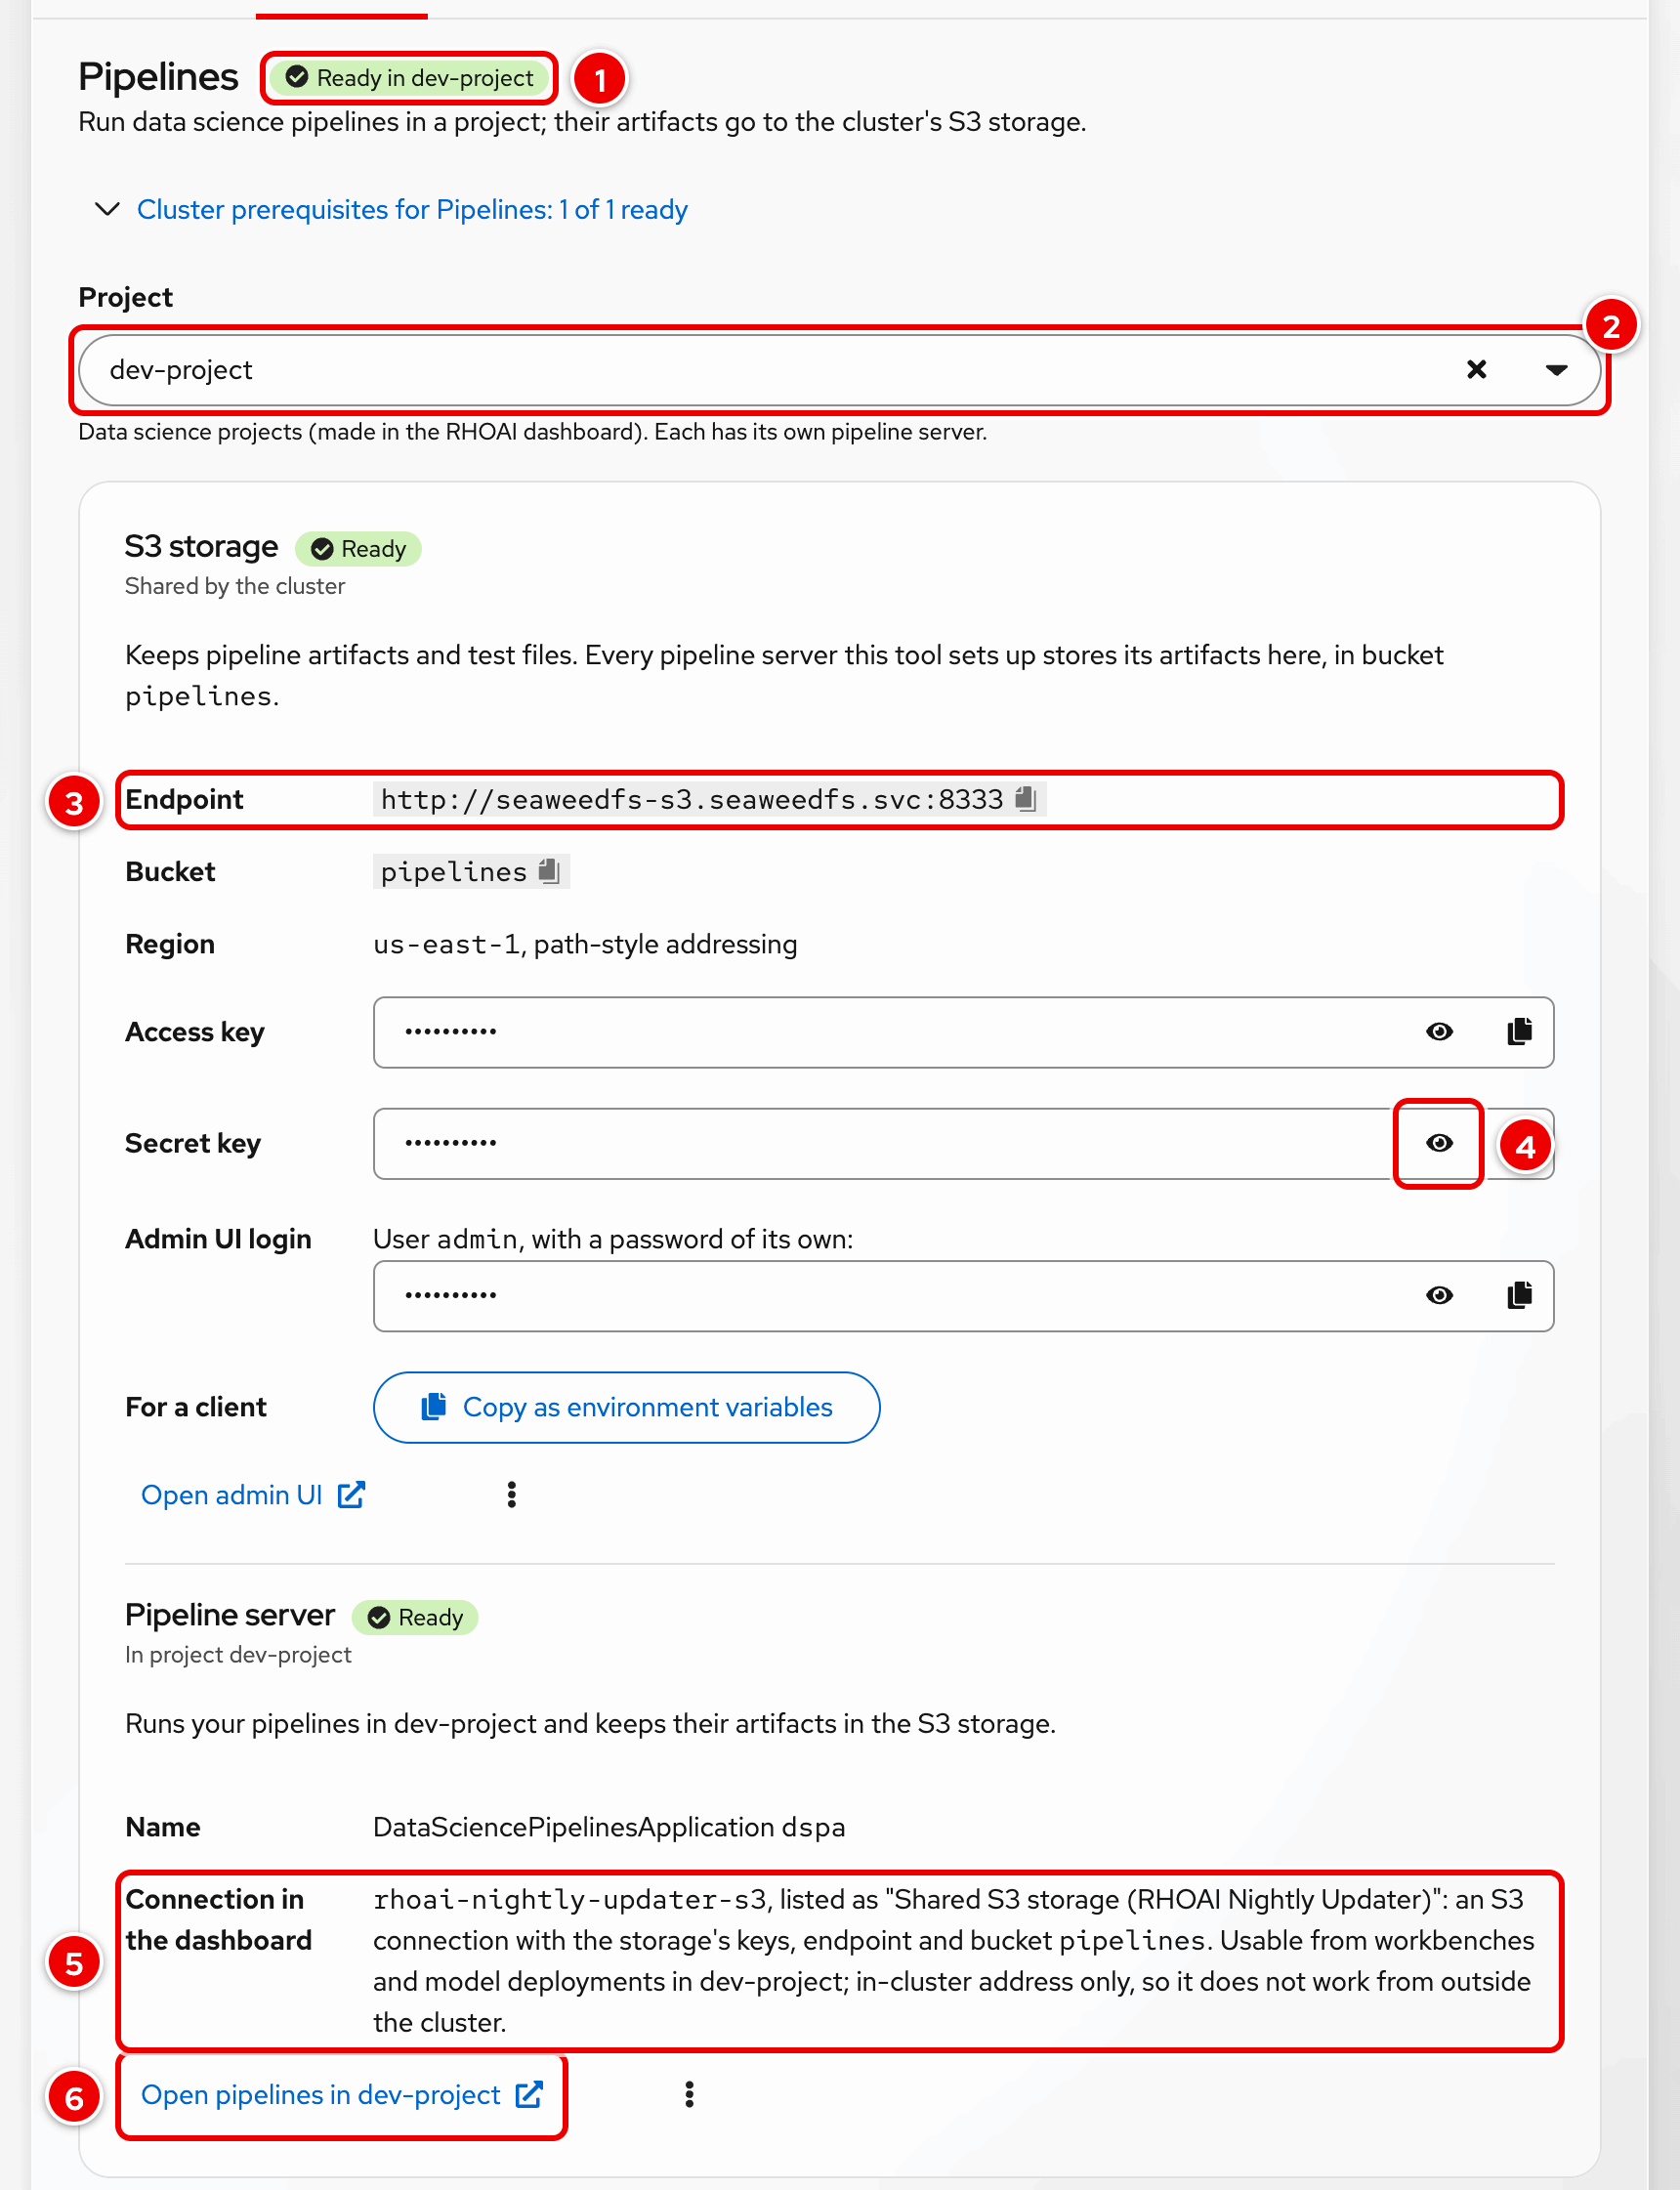 Pipelines Ready in dev-project 1
Run data science pipelines in a project; their artifacts go to the cluster's S3 storage.
Cluster prerequisites for Pipelines: 1 of 1 ready
Project
2
dev-project
Data science projects (made in the RHOAI dashboard). Each has its own pipeline server.
S3 storage Ready
Shared by the cluster
Keeps pipeline artifacts and test files. Every pipeline server this tool sets up stores its artifacts here, in bucket
pipelines.
3 Endpoint http://seaweedfs-s3.seaweedfs.svc:8333
Bucket pipelines
Region us-east-1, path-style addressing
Access key ••••••••••
Secret key •••••••••• 4
Admin UI login User admin, with a password of its own:
••••••••••
For a client Copy as environment variables
Open admin UI
Pipeline server Ready
In project dev-project
Runs your pipelines in dev-project and keeps their artifacts in the S3 storage.
Name DataSciencePipelinesApplication dspa
Connection in rhoai-nightly-updater-s3, listed as "Shared S3 storage (RHOAI Nightly Updater)": an S3
the dashboard connection with the storage's keys, endpoint and bucket pipelines. Usable from workbenches
5 and model deployments in dev-project; in-cluster address only, so it does not work from outside
the cluster.
6 Open pipelines in dev-project